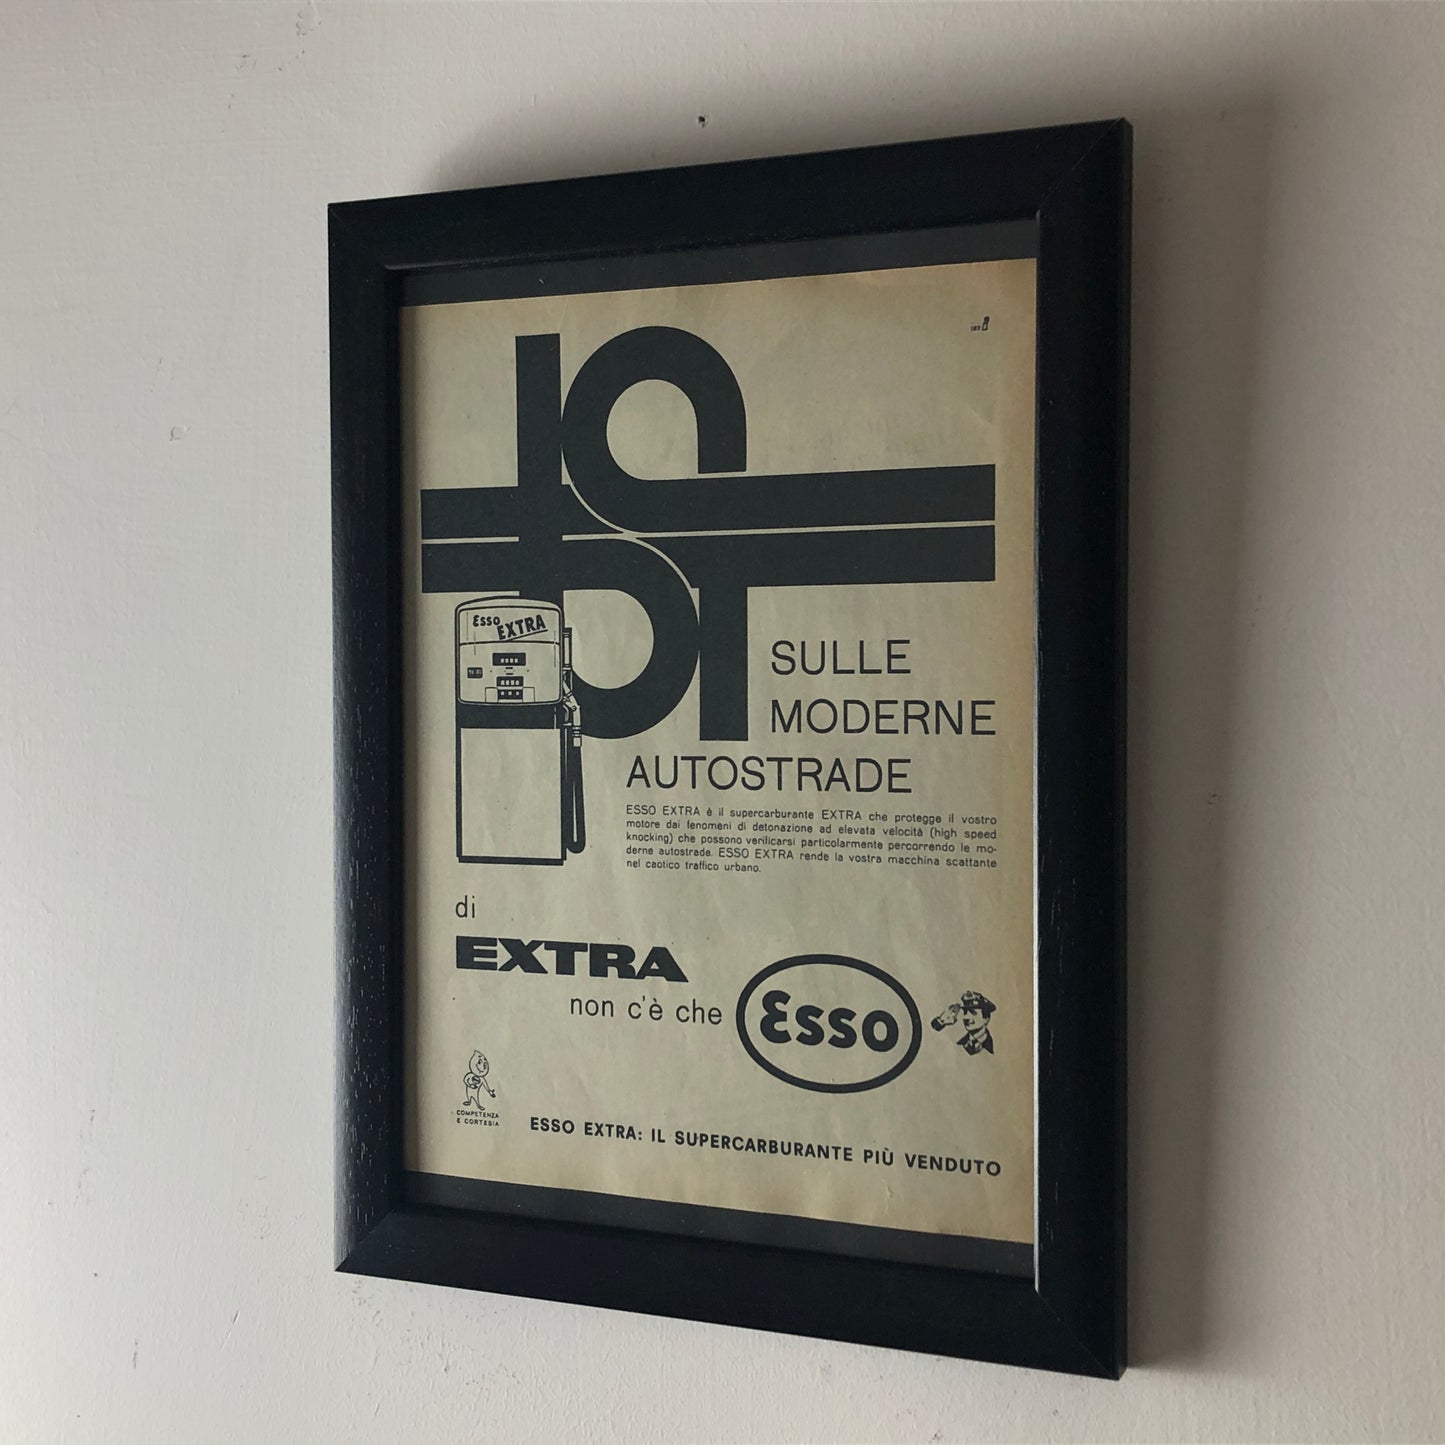 Esso
EXTRA
SULLE
MODERNE
AUTOSTRADE
ESSO EXTRA è il supercarburante EXTRA che protegge il vostro
motore dai fenomeni di detonazione ad elevata velocità (high speed
knocking) che possono verificarsi particolarmente percorrendo le mo-
derne autostrade. ESSO EXTRA rende la vostra macchina scattante
nel caotico traffico urbano.
di
EXTRA
non c'è che
Esso
COMPETENZA
E CORTESIA
ESSO EXTRA: IL SUPERCARBURANTE PIÙ VENDUTO